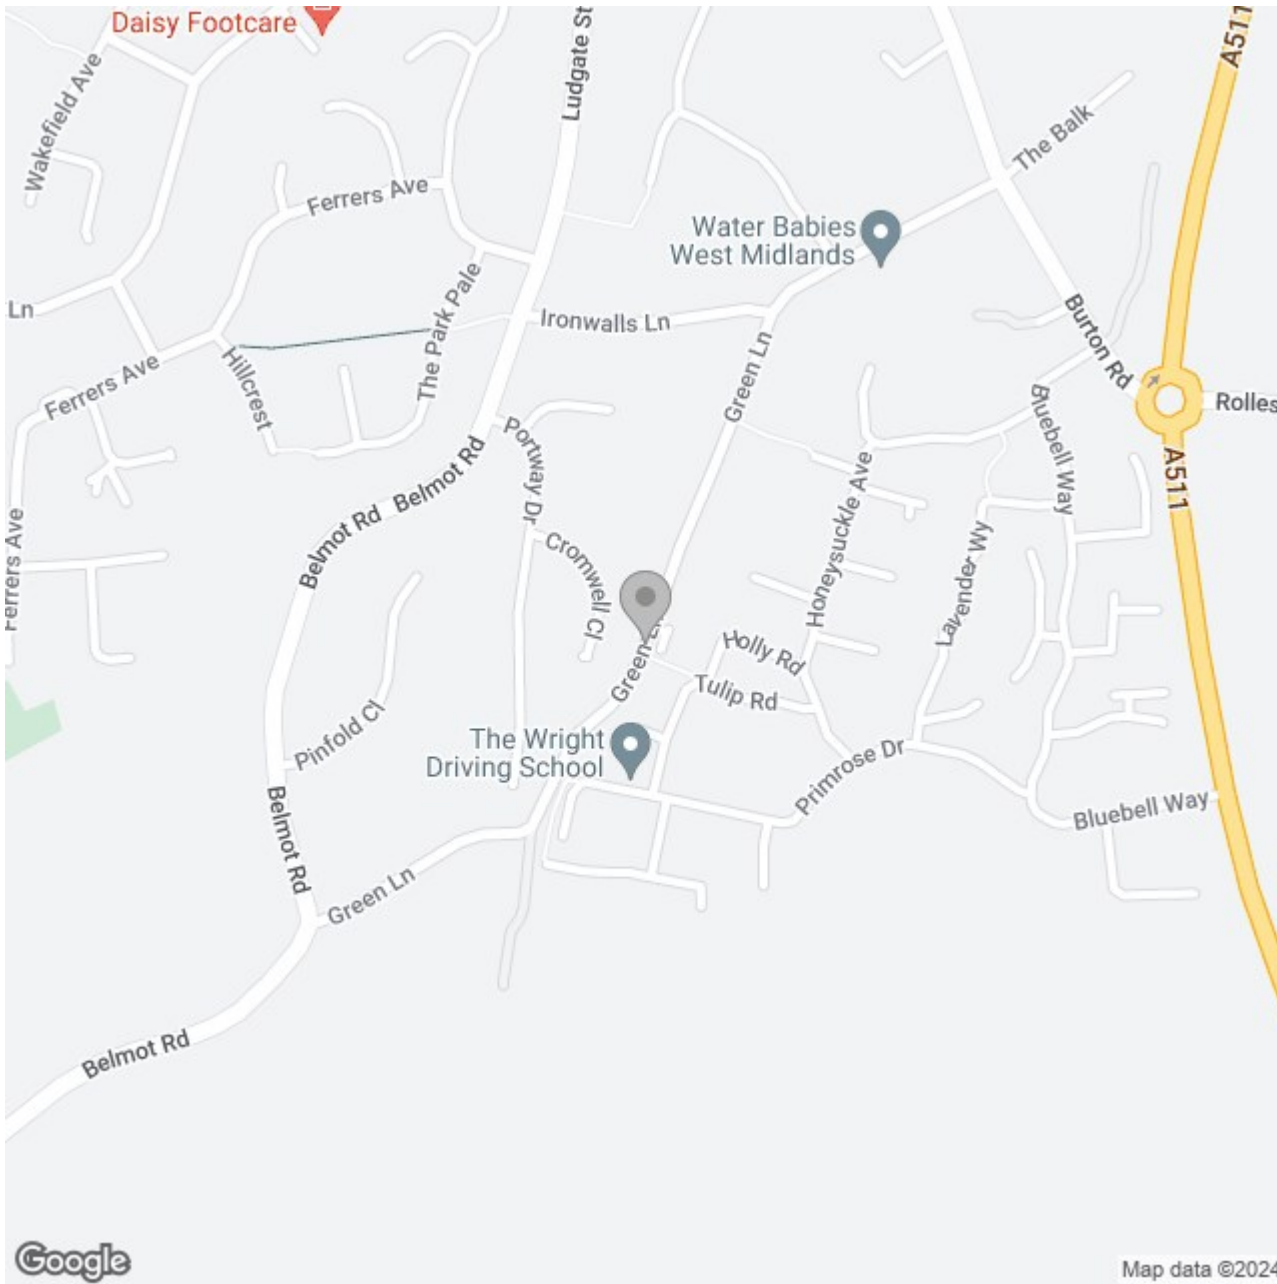 Daisy Footcare
A511
Wakefield Ave
Ludgate St
The Balk
Ferrers Ave
Water Babies
West Midlands
Ln
The Park Pale
Ironwalls Ln
Burton Rd
Hillcrest
Ferrers Ave
Green Ln
Bluebell Way
Rolles
Portway Dr
Belmot Rd
Belmot Rd
A511
Honeysuckle Ave
Ferrers Ave
Cromwell Cl
Lavender Wy
Green Ln
Holly Rd
Tulip Rd
Pinfold Cl
The Wright
Driving School
Primrose Dr
Bluebell Way
Belmot Rd
Green Ln
Belmot Rd
Google
Map data ©2024